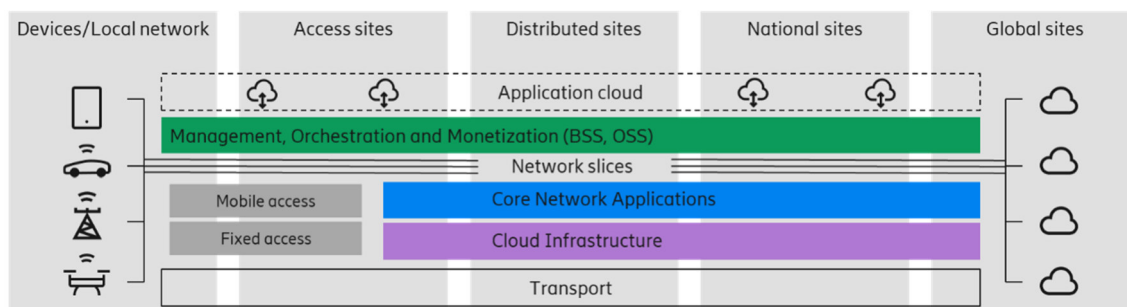 Devices/Local network
Access sites
Distributed sites
National sites
Global sites
Application cloud
Management, Orchestration and Monetization (BSS, OSS)
Network slices
Mobile access
Core Network Applications
Fixed access
Cloud Infrastructure
Transport